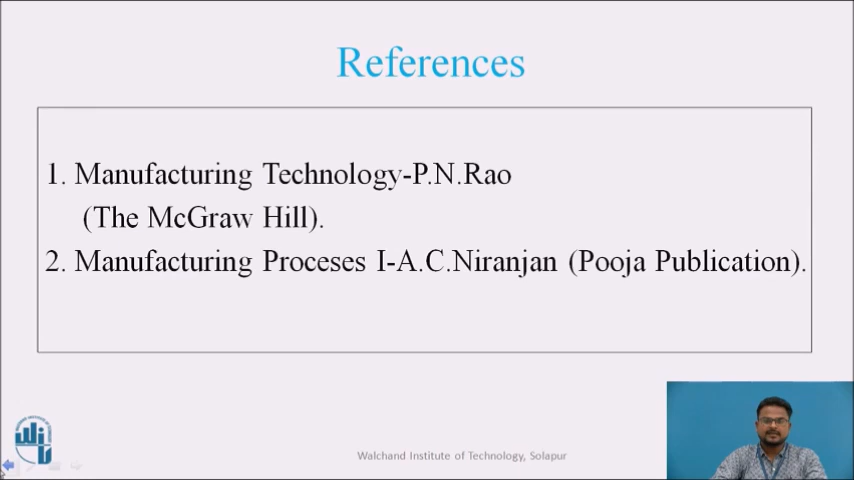 References
1. Manufacturing Technology-P.N.Rao
(The McGraw Hill).
2. Manufacturing Proceses I-A.C.Niranjan (Pooja Publication).
Walchand Institute of Technology, Solapur